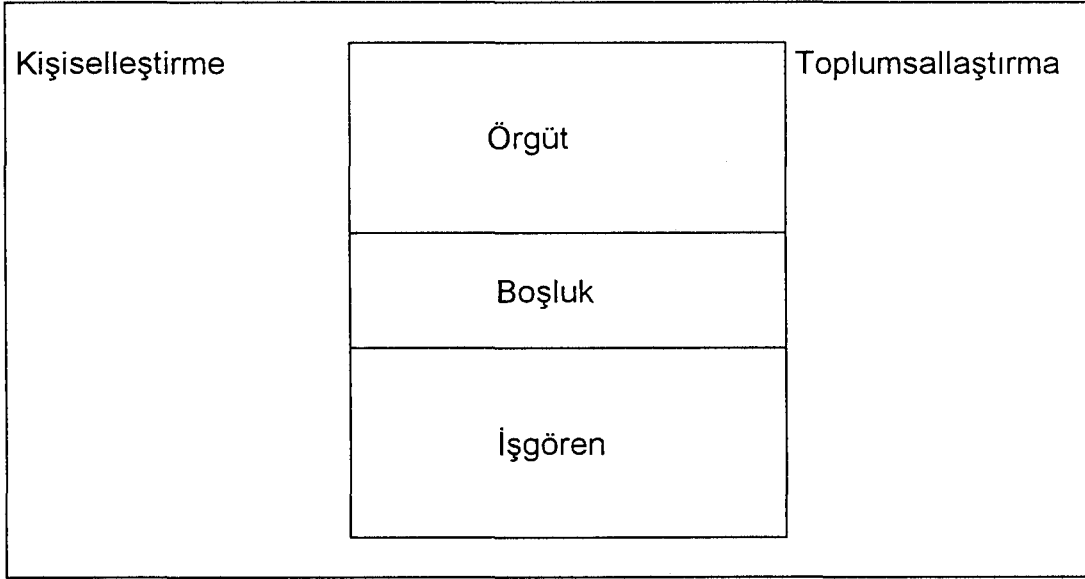 Kişiselleştirme
Örgüt
Boşluk
İşgören
Toplumsallaştırma